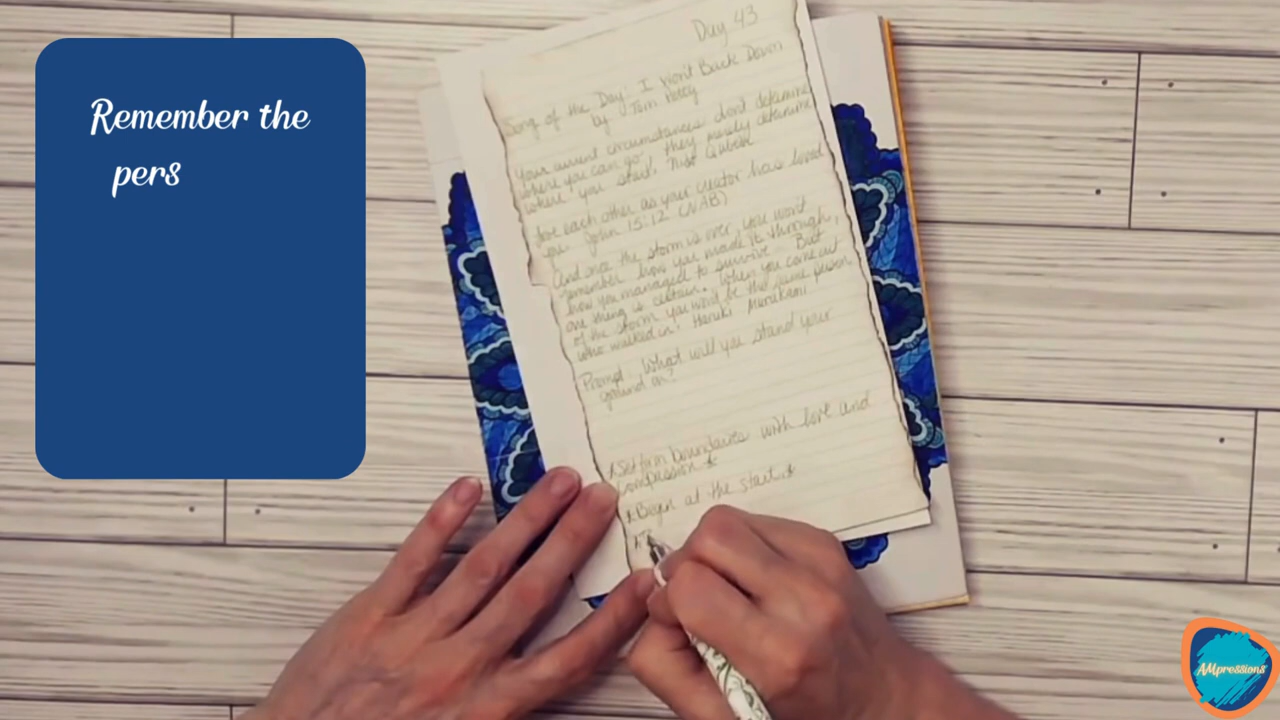 Remember the
pers
Day 43
Song of the Day: I Won't Back Down
by Tom Petty
Your current circumstances don't determine
where you can go; they merely determine
where you start. Nido Qubein
love each other as your creator has loved
you. John 15:12 (NAB)
And once the storm is over, you won't
remember how you made it through,
how you managed to survive. But
one thing is certain. When you come out
of the storm you won't be the same person
who walked in. Haruki Murakami
Prompt: What will you stand your
ground on?
*Set firm boundaries with love and
Compassion*
*Begin at the start.*
AMpressions